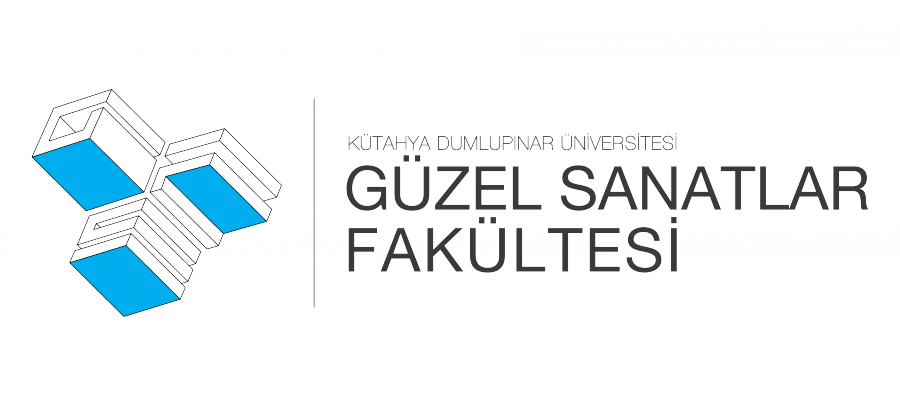 KÜTAHYA DUMLUPINAR ÜNİVERSİTESİ
GÜZEL SANATLAR
FAKÜLTESİ